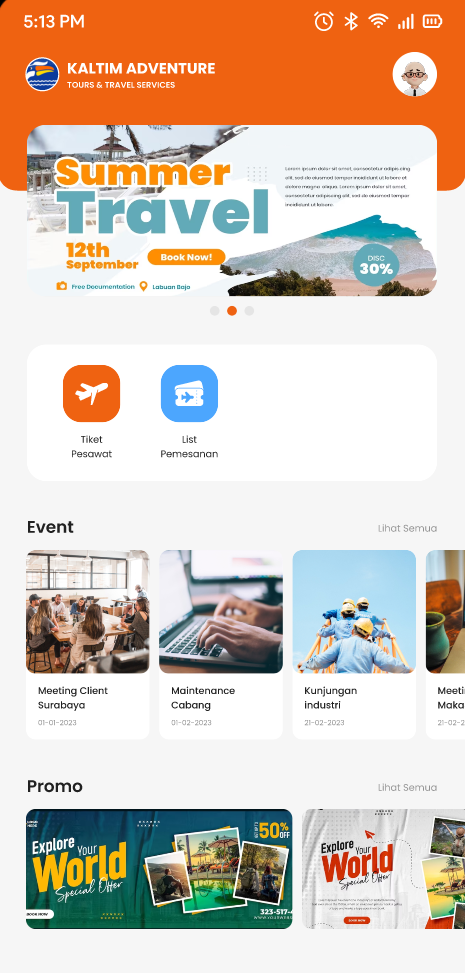 5:13 PM
KALTIM ADVENTURE
TOURS & TRAVEL SERVICES
Summer
Travel
12th
September
Book Now!
Free Documentation
Labuan Bajo
Lorem ipsum dolor sit amet, consectetur adipiscing
elit, sed do eiusmod tempor incididunt ut labore et
dolore magna aliqua. Lorem ipsum dolor sit amet,
consectetur adipiscing elit, sed do eiusmod tempor
incididunt ut labore
DISC
30%
Tiket
Pesawat
List
Pemesanan
Event
Lihat Semua
Meeting Client
Surabaya
01-01-2023
Maintenance
Cabang
01-02-2023
Kunjungan
industri
21-02-2023
Meeti
Maka
21-02-2
Promo
Lihat Semua
Explore
Your
World
Special Offer
BOOK NOW
50%
OFF
323-517-
Explore
Your
World
Special Offer